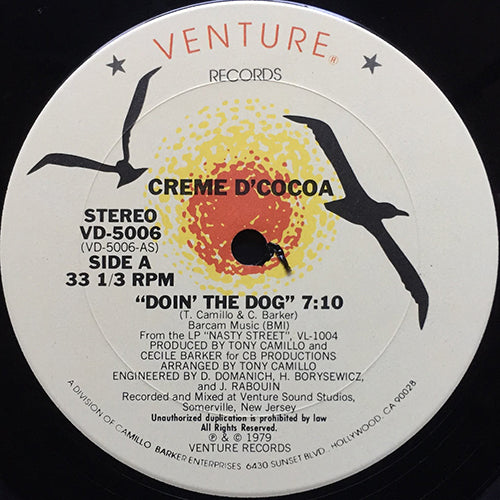 VENTURE®
RECORDS
CREME D'COCOA
STEREO
VD-5006
(VD-5006-AS)
SIDE A
33 1/3 RPM
"DOIN' THE DOG" 7:10
(T. Camillo & C. Barker)
Barcam Music (BMI)
From the LP "NASTY STREET", VL-1004
PRODUCED BY TONY CAMILLO and
CECILE BARKER for CB PRODUCTIONS
ARRANGED BY TONY CAMILLO
ENGINEERED BY D. DOMANICH, H. BORYSEWICZ,
and J. RABOUIN
Recorded and Mixed at Venture Sound Studios,
Somerville, New Jersey
Unauthorized duplication is prohibited by law
All Rights Reserved.
℗ & © 1979
VENTURE RECORDS
A DIVISION OF CAMILLO BARKER ENTERPRISES 6430 SUNSET BLVD., HOLLYWOOD, CA 90028